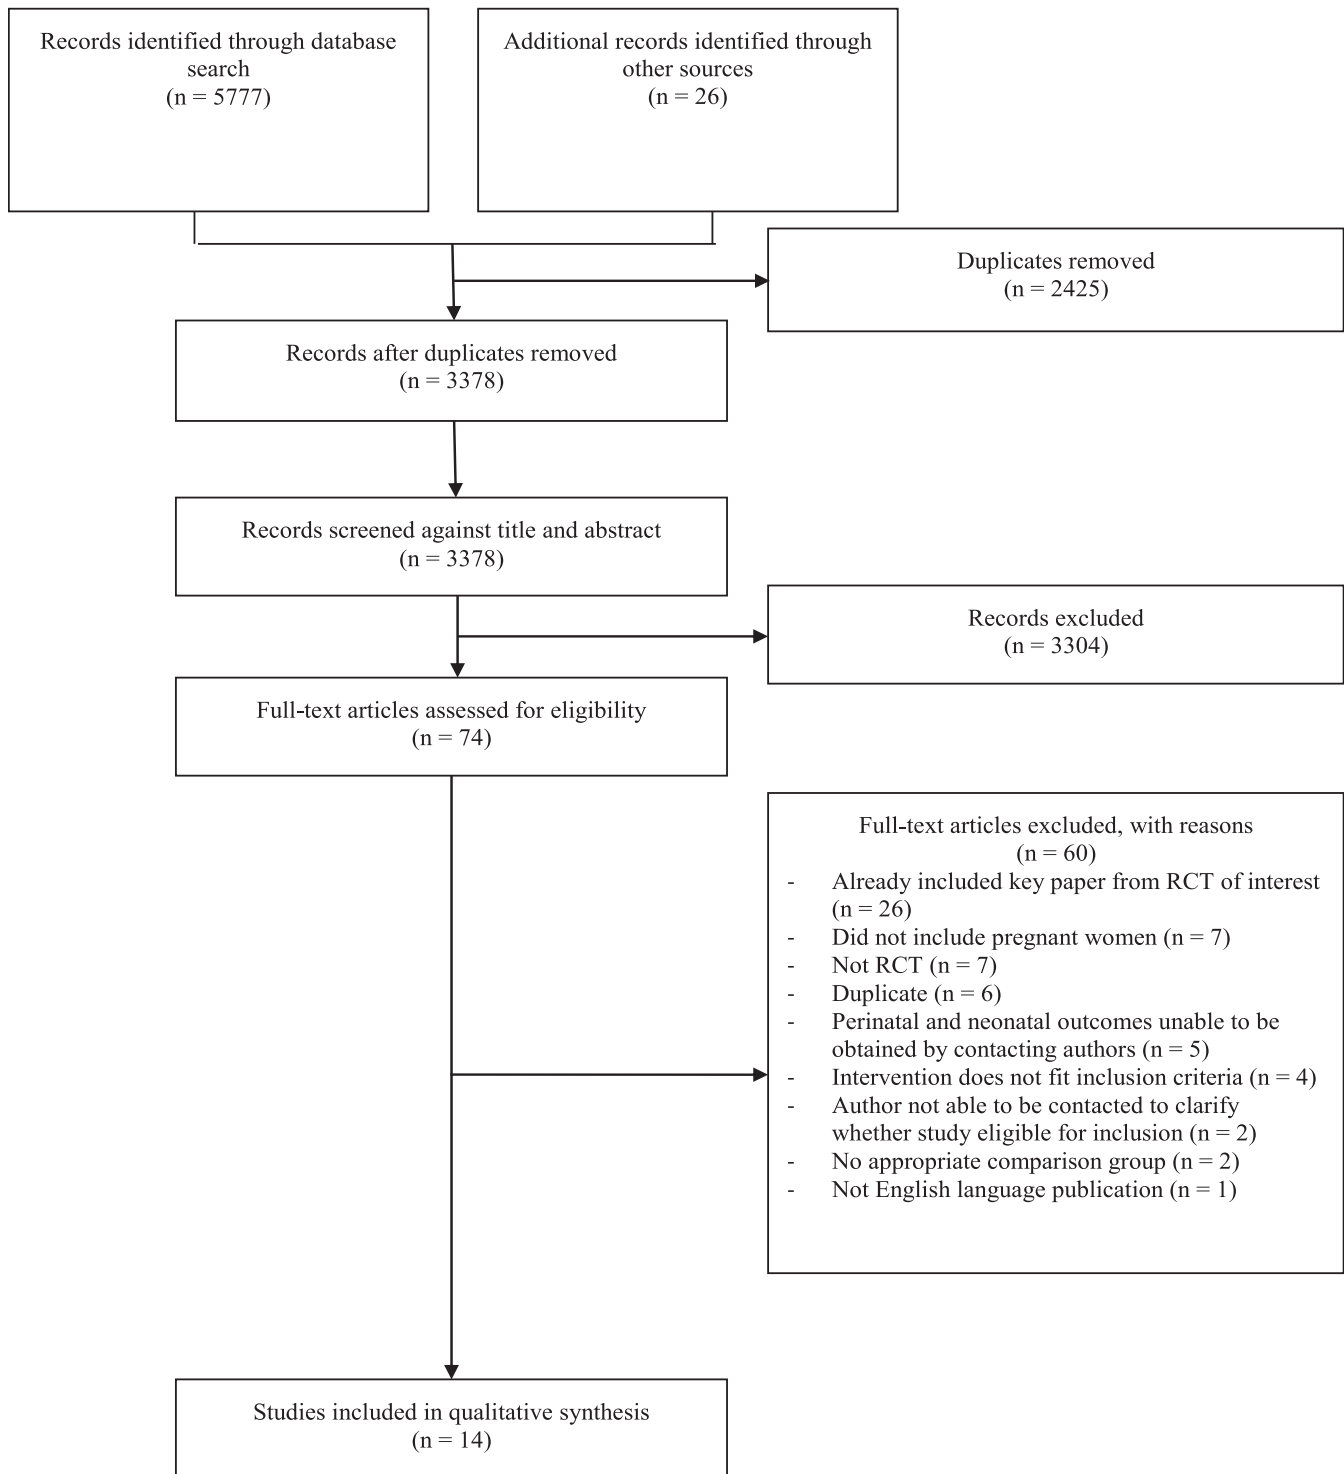 Records identified through database
search
(n = 5777)
Additional records identified through
other sources
(n = 26)
Duplicates removed
(n = 2425)
Records after duplicates removed
(n = 3378)
Records screened against title and abstract
(n = 3378)
Records excluded
(n = 3304)
Full-text articles assessed for eligibility
(n = 74)
Full-text articles excluded, with reasons
(n = 60)
- Already included key paper from RCT of interest
(n = 26)
- Did not include pregnant women (n = 7)
- Not RCT (n = 7)
- Duplicate (n = 6)
- Perinatal and neonatal outcomes unable to be
obtained by contacting authors (n = 5)
- Intervention does not fit inclusion criteria (n = 4)
- Author not able to be contacted to clarify
whether study eligible for inclusion (n = 2)
- No appropriate comparison group (n = 2)
- Not English language publication (n = 1)
Studies included in qualitative synthesis
(n = 14)